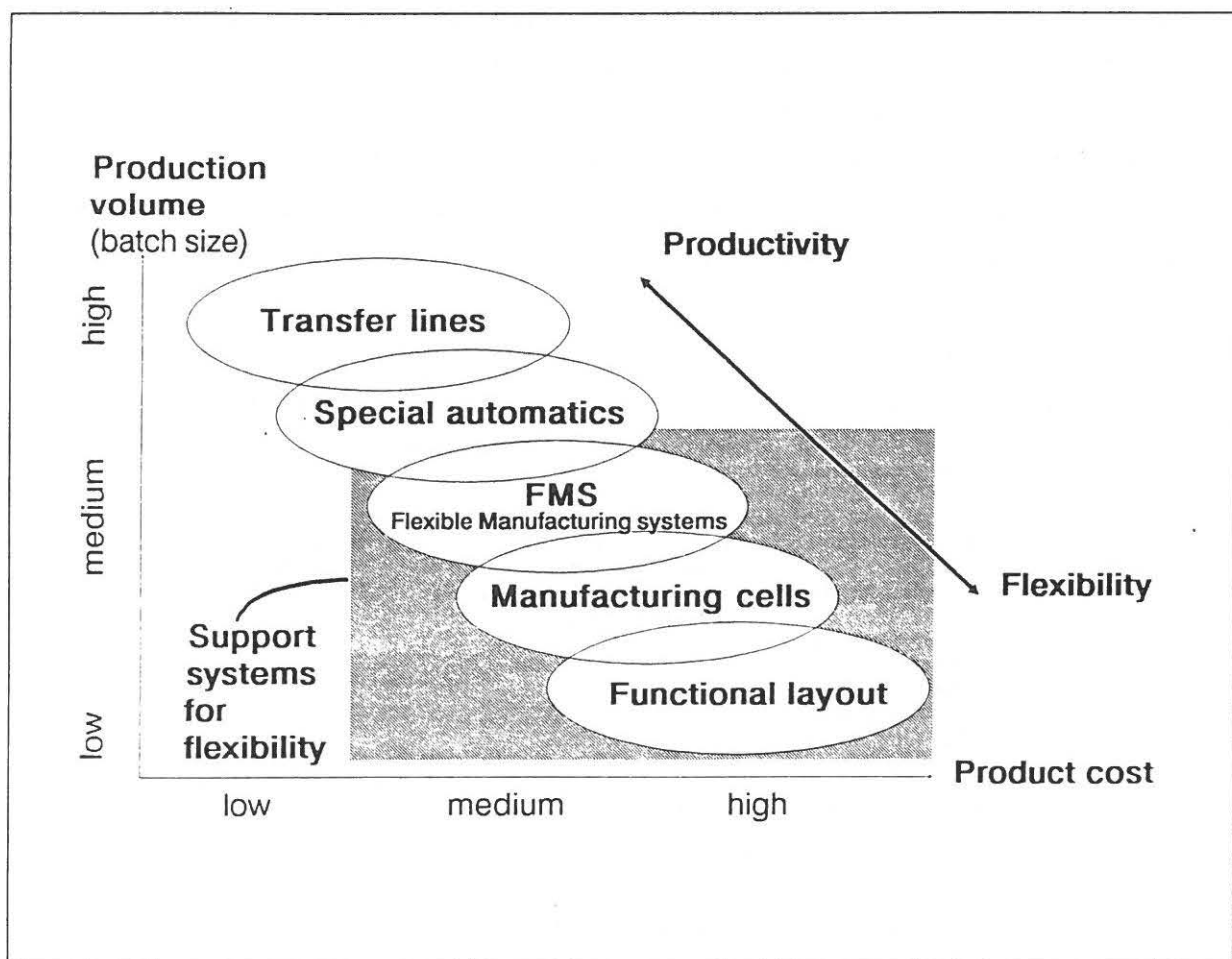 Production
volume
(batch size)
Productivity
high
Transfer lines
Special automatics
medium
FMS
Flexible Manufacturing systems
Flexibility
Manufacturing cells
Support
systems
for
flexibility
Functional layout
low
Product cost
low
medium
high